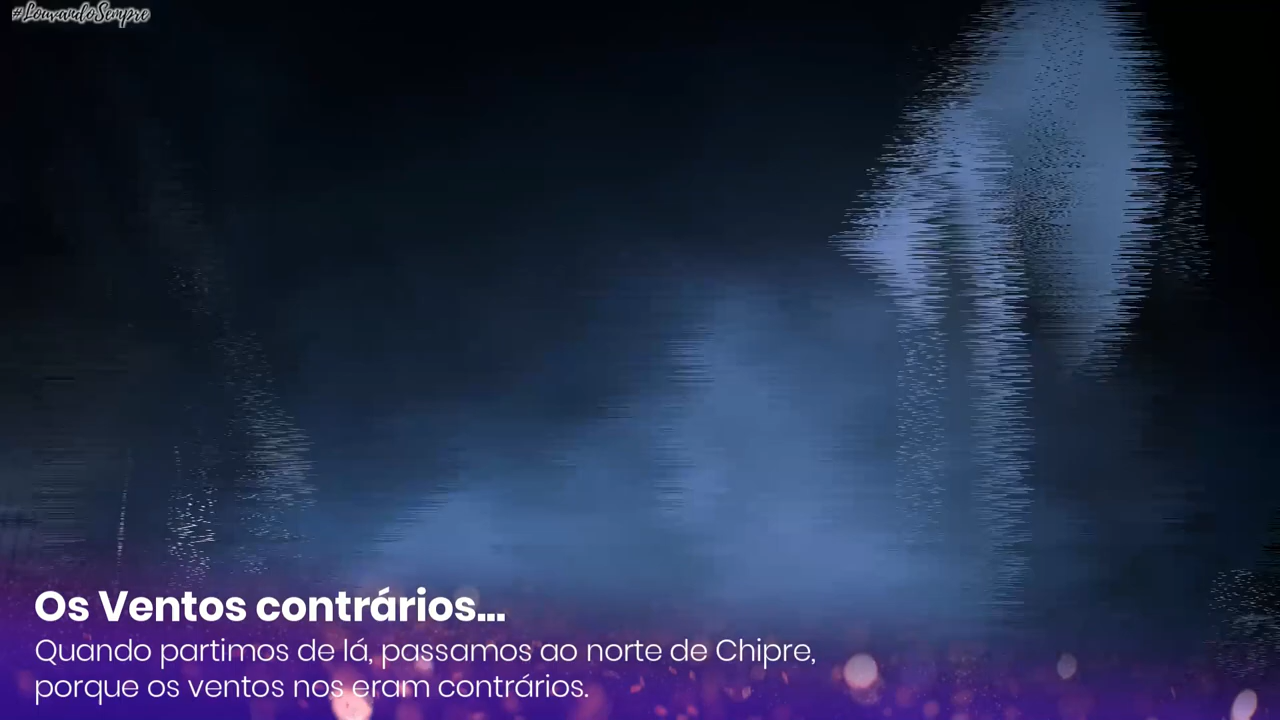 #LouvandoSempre
Os Ventos contrários...
Quando partimos de lá, passamos ao norte de Chipre,
porque os ventos nos eram contrários.